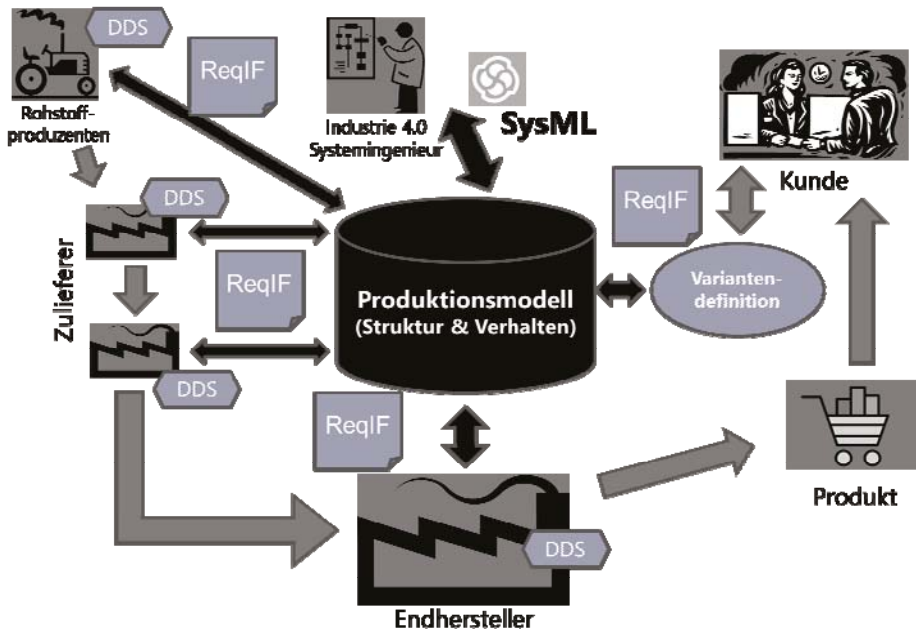 DDS
ReqIF
Rohstoff-
produzenten
Industrie 4.0
Systemingenieur
SysML
Kunde
DDS
ReqIF
Zulieferer
ReqIF
Varianten-
definition
Produktionsmodell
(Struktur & Verhalten)
DDS
ReqIF
Produkt
DDS
Endhersteller